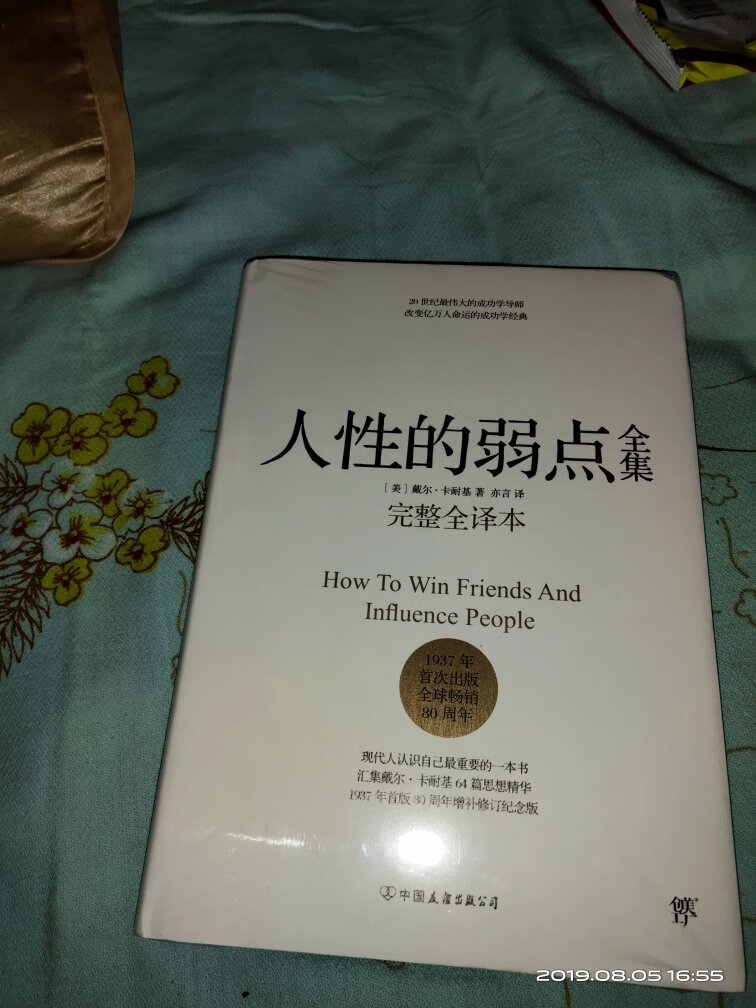 20世纪最伟大的成功学导师
改变亿万人命运的成功学经典
人性的弱点全集
[美]戴尔·卡耐基 著 亦言 译
完整全译本
How To Win Friends And
Influence People
1937年
首次出版
全球畅销
80周年
现代人认识自己最重要的一本书
汇集戴尔·卡耐基64篇思想精华
1937年首版80周年增补修订纪念版
中国友谊出版公司
创美工厂
2019.08.05 16:55